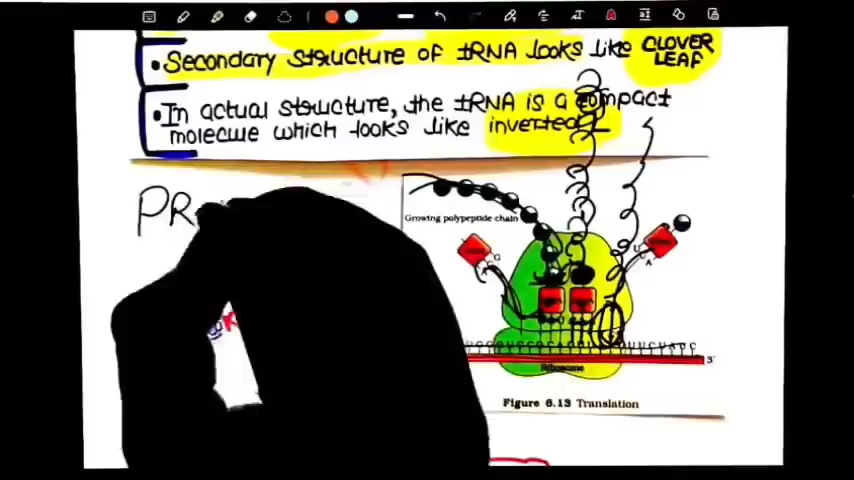 • Secondary structure of tRNA looks like CLOVER
LEAF
• In actual structure, the tRNA is a compact
molecule which looks like inverted L
PR
Growing polypeptide chain
Ribosome
3'
Figure 6.13 Translation